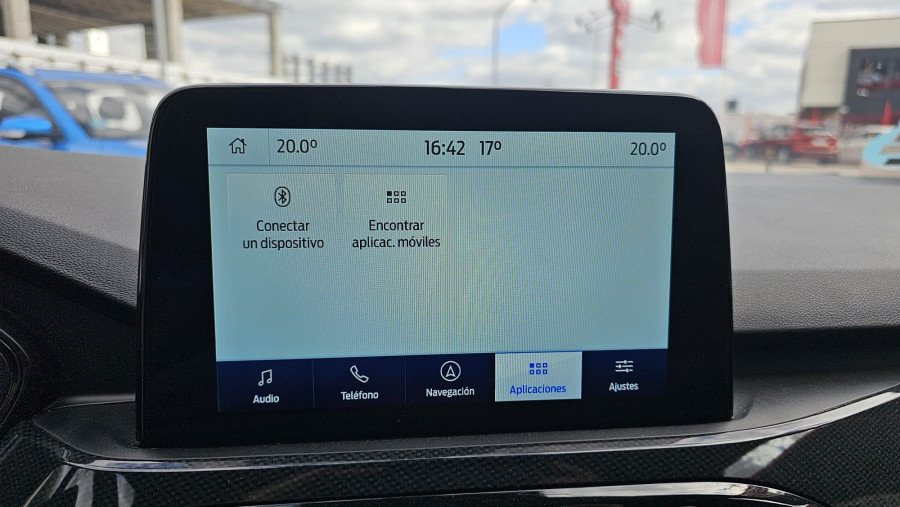 20.0º
16:42 17º
20.0º
Conectar
un dispositivo
Encontrar
aplicac. móviles
Audio
Teléfono
Navegación
Aplicaciones
Ajustes